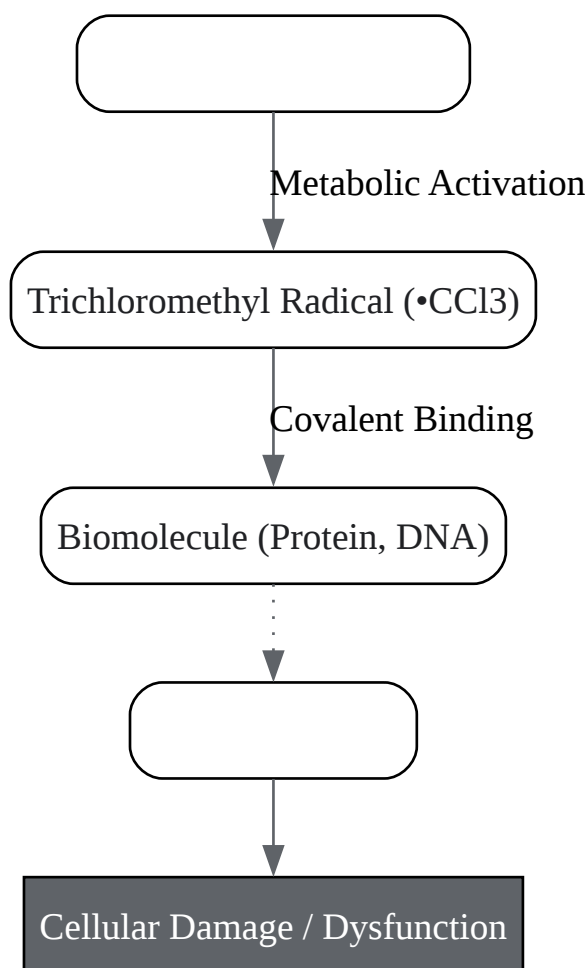 Metabolic Activation
Trichloromethyl Radical (•CCl3)
Covalent Binding
Biomolecule (Protein, DNA)
Cellular Damage / Dysfunction